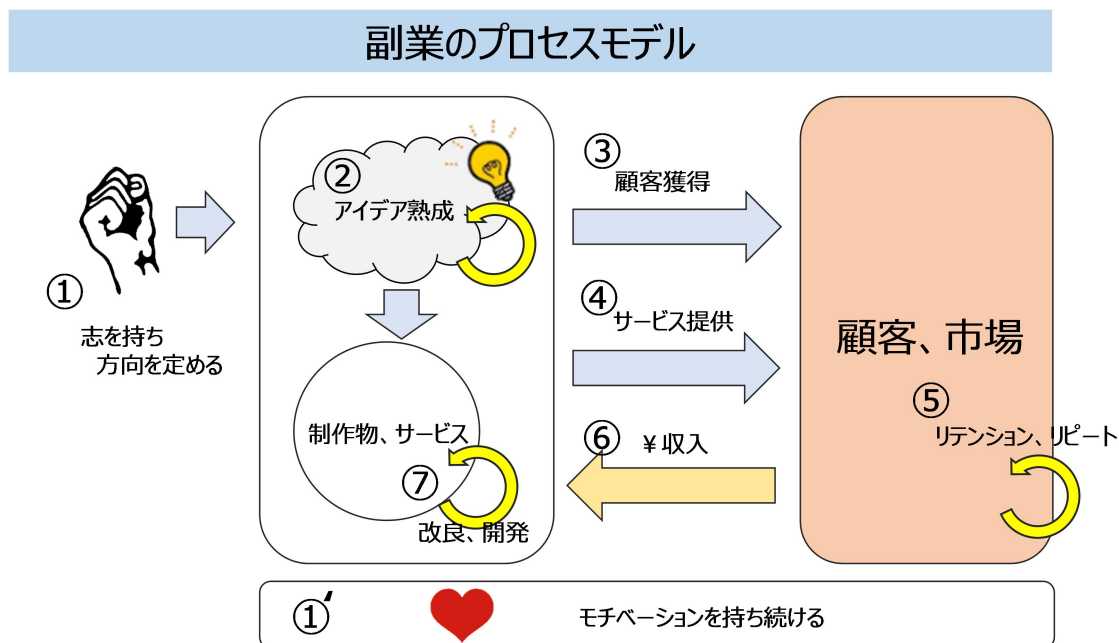 副業のプロセスモデル
①
志を持ち
方向を定める
②
アイデア熟成
制作物、サービス
⑦
改良、開発
③
顧客獲得
④
サービス提供
⑥ ¥収入
顧客、市場
⑤
リテンション、リピート
①' モチベーションを持ち続ける